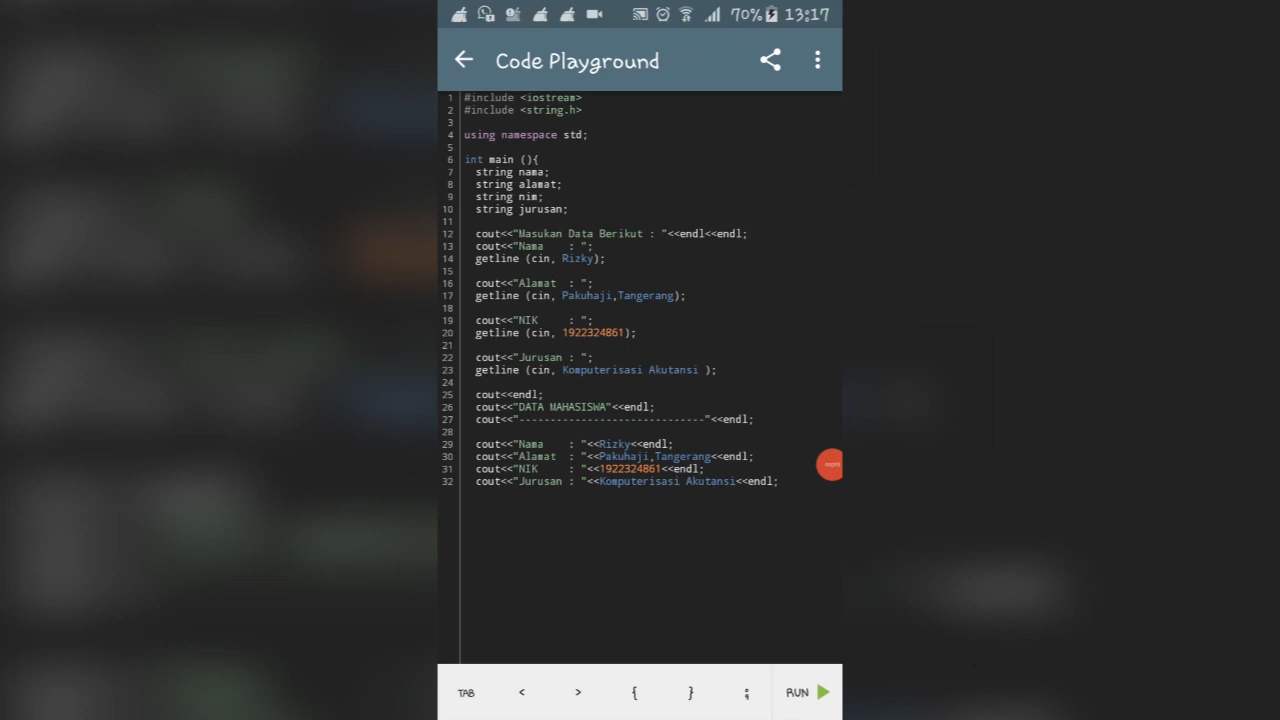 70% 13:17
Code Playground
1 #include <iostream>
2 #include <string.h>
3
4 using namespace std;
5
6 int main (){
7 string nama;
8 string alamat;
9 string nim;
10 string jurusan;
11
12 cout<<"Masukan Data Berikut : "<<endl<<endl;
13 cout<<"Nama    : ";
14 getline (cin, Rizky);
15
16 cout<<"Alamat  : ";
17 getline (cin, Pakuhaji,Tangerang);
18
19 cout<<"NIK     : ";
20 getline (cin, 1922324861);
21
22 cout<<"Jurusan : ";
23 getline (cin, Komputerisasi Akutansi );
24
25 cout<<endl;
26 cout<<"DATA MAHASISWA"<<endl;
27 cout<<"------------------------------"<<endl;
28
29 cout<<"Nama    : "<<Rizky<<endl;
30 cout<<"Alamat  : "<<Pakuhaji,Tangerang<<endl;
31 cout<<"NIK     : "<<1922324861<<endl;
32 cout<<"Jurusan : "<<Komputerisasi Akutansi<<endl;
TAB < > { } ; RUN